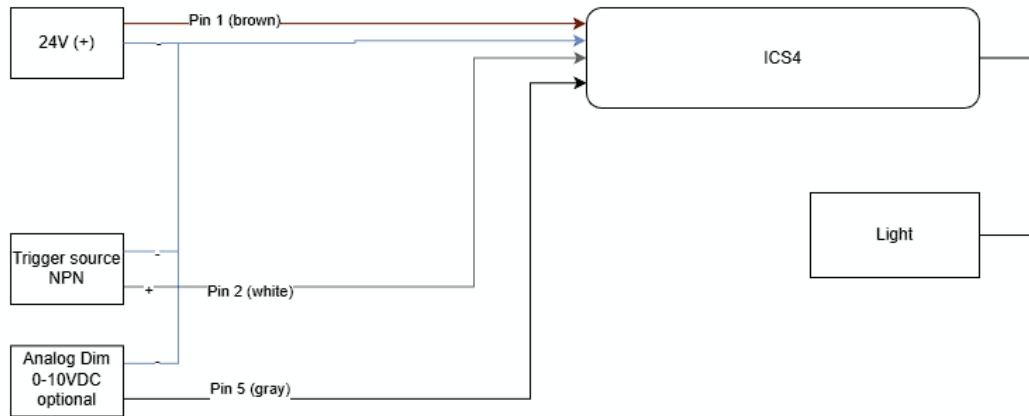 Pin 1 (brown)
24V (+)
-
ICS4
Light
Trigger source
NPN
-
+
Pin 2 (white)
Analog Dim
0-10VDC
optional
-
Pin 5 (gray)